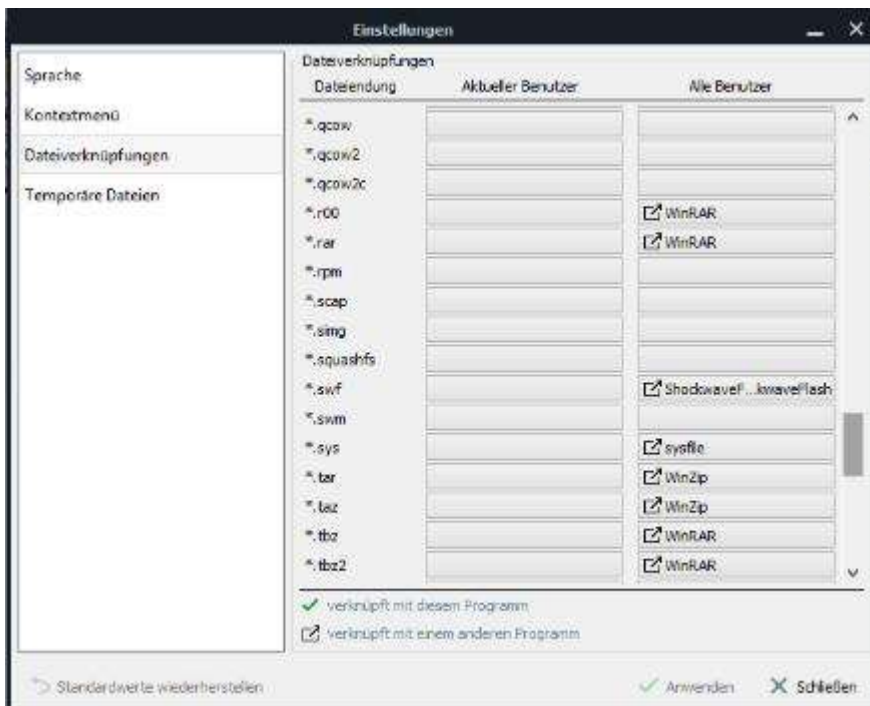 Einstellungen
Sprache
Kontextmenü
Dateiverknüpfungen
Temporäre Dateien
Dateiverknüpfungen
Dateiendung Aktueller Benutzer Alle Benutzer
*.qcow
*.qcow2
*.qcow2c
*.r00 WinRAR
*.rar WinRAR
*.rpm
*.scap
*.simg
*.squashfs
*.swf ShockwaveF...kwaveFlash
*.swm
*.sys sysfile
*.tar WinZip
*.taz WinZip
*.tbz WinRAR
*.tbz2 WinRAR
verknüpft mit diesem Programm
verknüpft mit einem anderen Programm
Standardwerte wiederherstellen
Anwenden Schließen